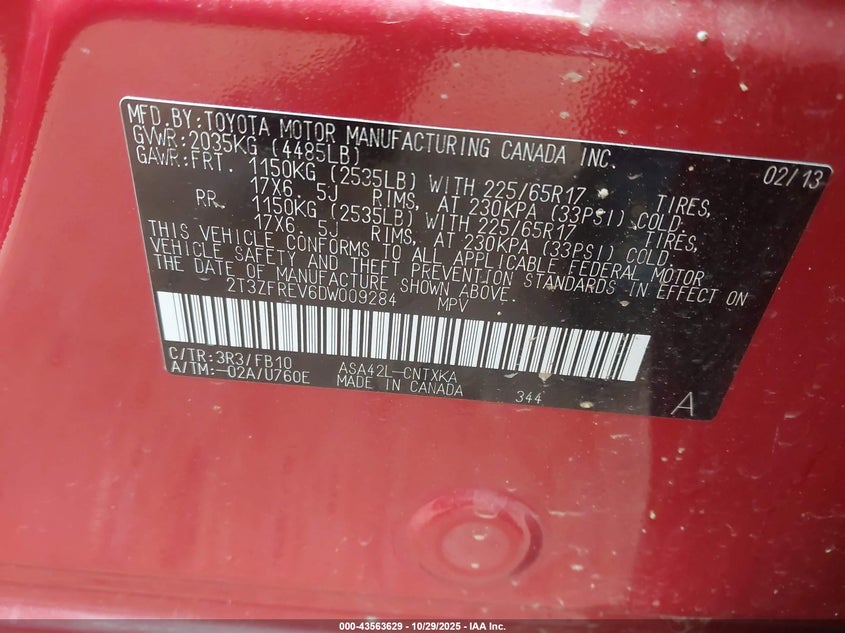 MFD.BY:TOYOTA MOTOR MANUFACTURING CANADA INC.
GVWR:2035KG (4485LB) 02/13
GAWR:FRT. 1150KG (2535LB) WITH 225/65R17 TIRES,
17X6. 5J RIMS, AT 230KPA (33PSI) COLD.
RR. 1150KG (2535LB) WITH 225/65R17 TIRES,
17X6. 5J RIMS, AT 230KPA (33PSI) COLD.
THIS VEHICLE CONFORMS TO ALL APPLICABLE FEDERAL MOTOR
VEHICLE SAFETY AND THEFT PREVENTION STANDARDS IN EFFECT ON
THE DATE OF MANUFACTURE SHOWN ABOVE.
2T3ZFREV6DW009284 MPV
C/TR:3R3/FB10 ASA42L-CNTXKA
A/TM:-02A/U760E MADE IN CANADA 344 A
000-43563629 - 10/29/2025 - IAA Inc.